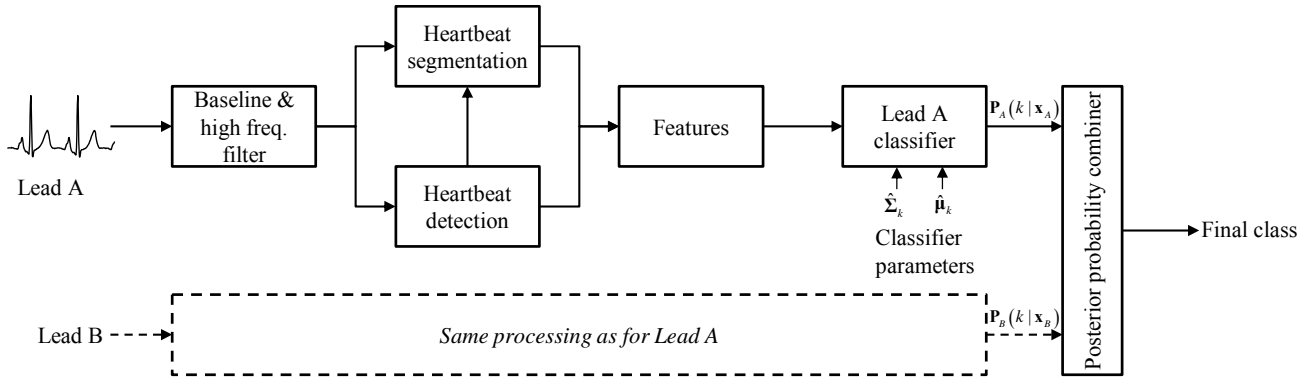 Heartbeat
segmentation
Baseline &
high freq.
filter
Features
Lead A
classifier
P_A(k | x_A)
Lead A
Heartbeat
detection
Σ̂_k
μ̂_k
Classifier
parameters
Posterior probability combiner
Final class
Lead B
Same processing as for Lead A
P_B(k | x_B)